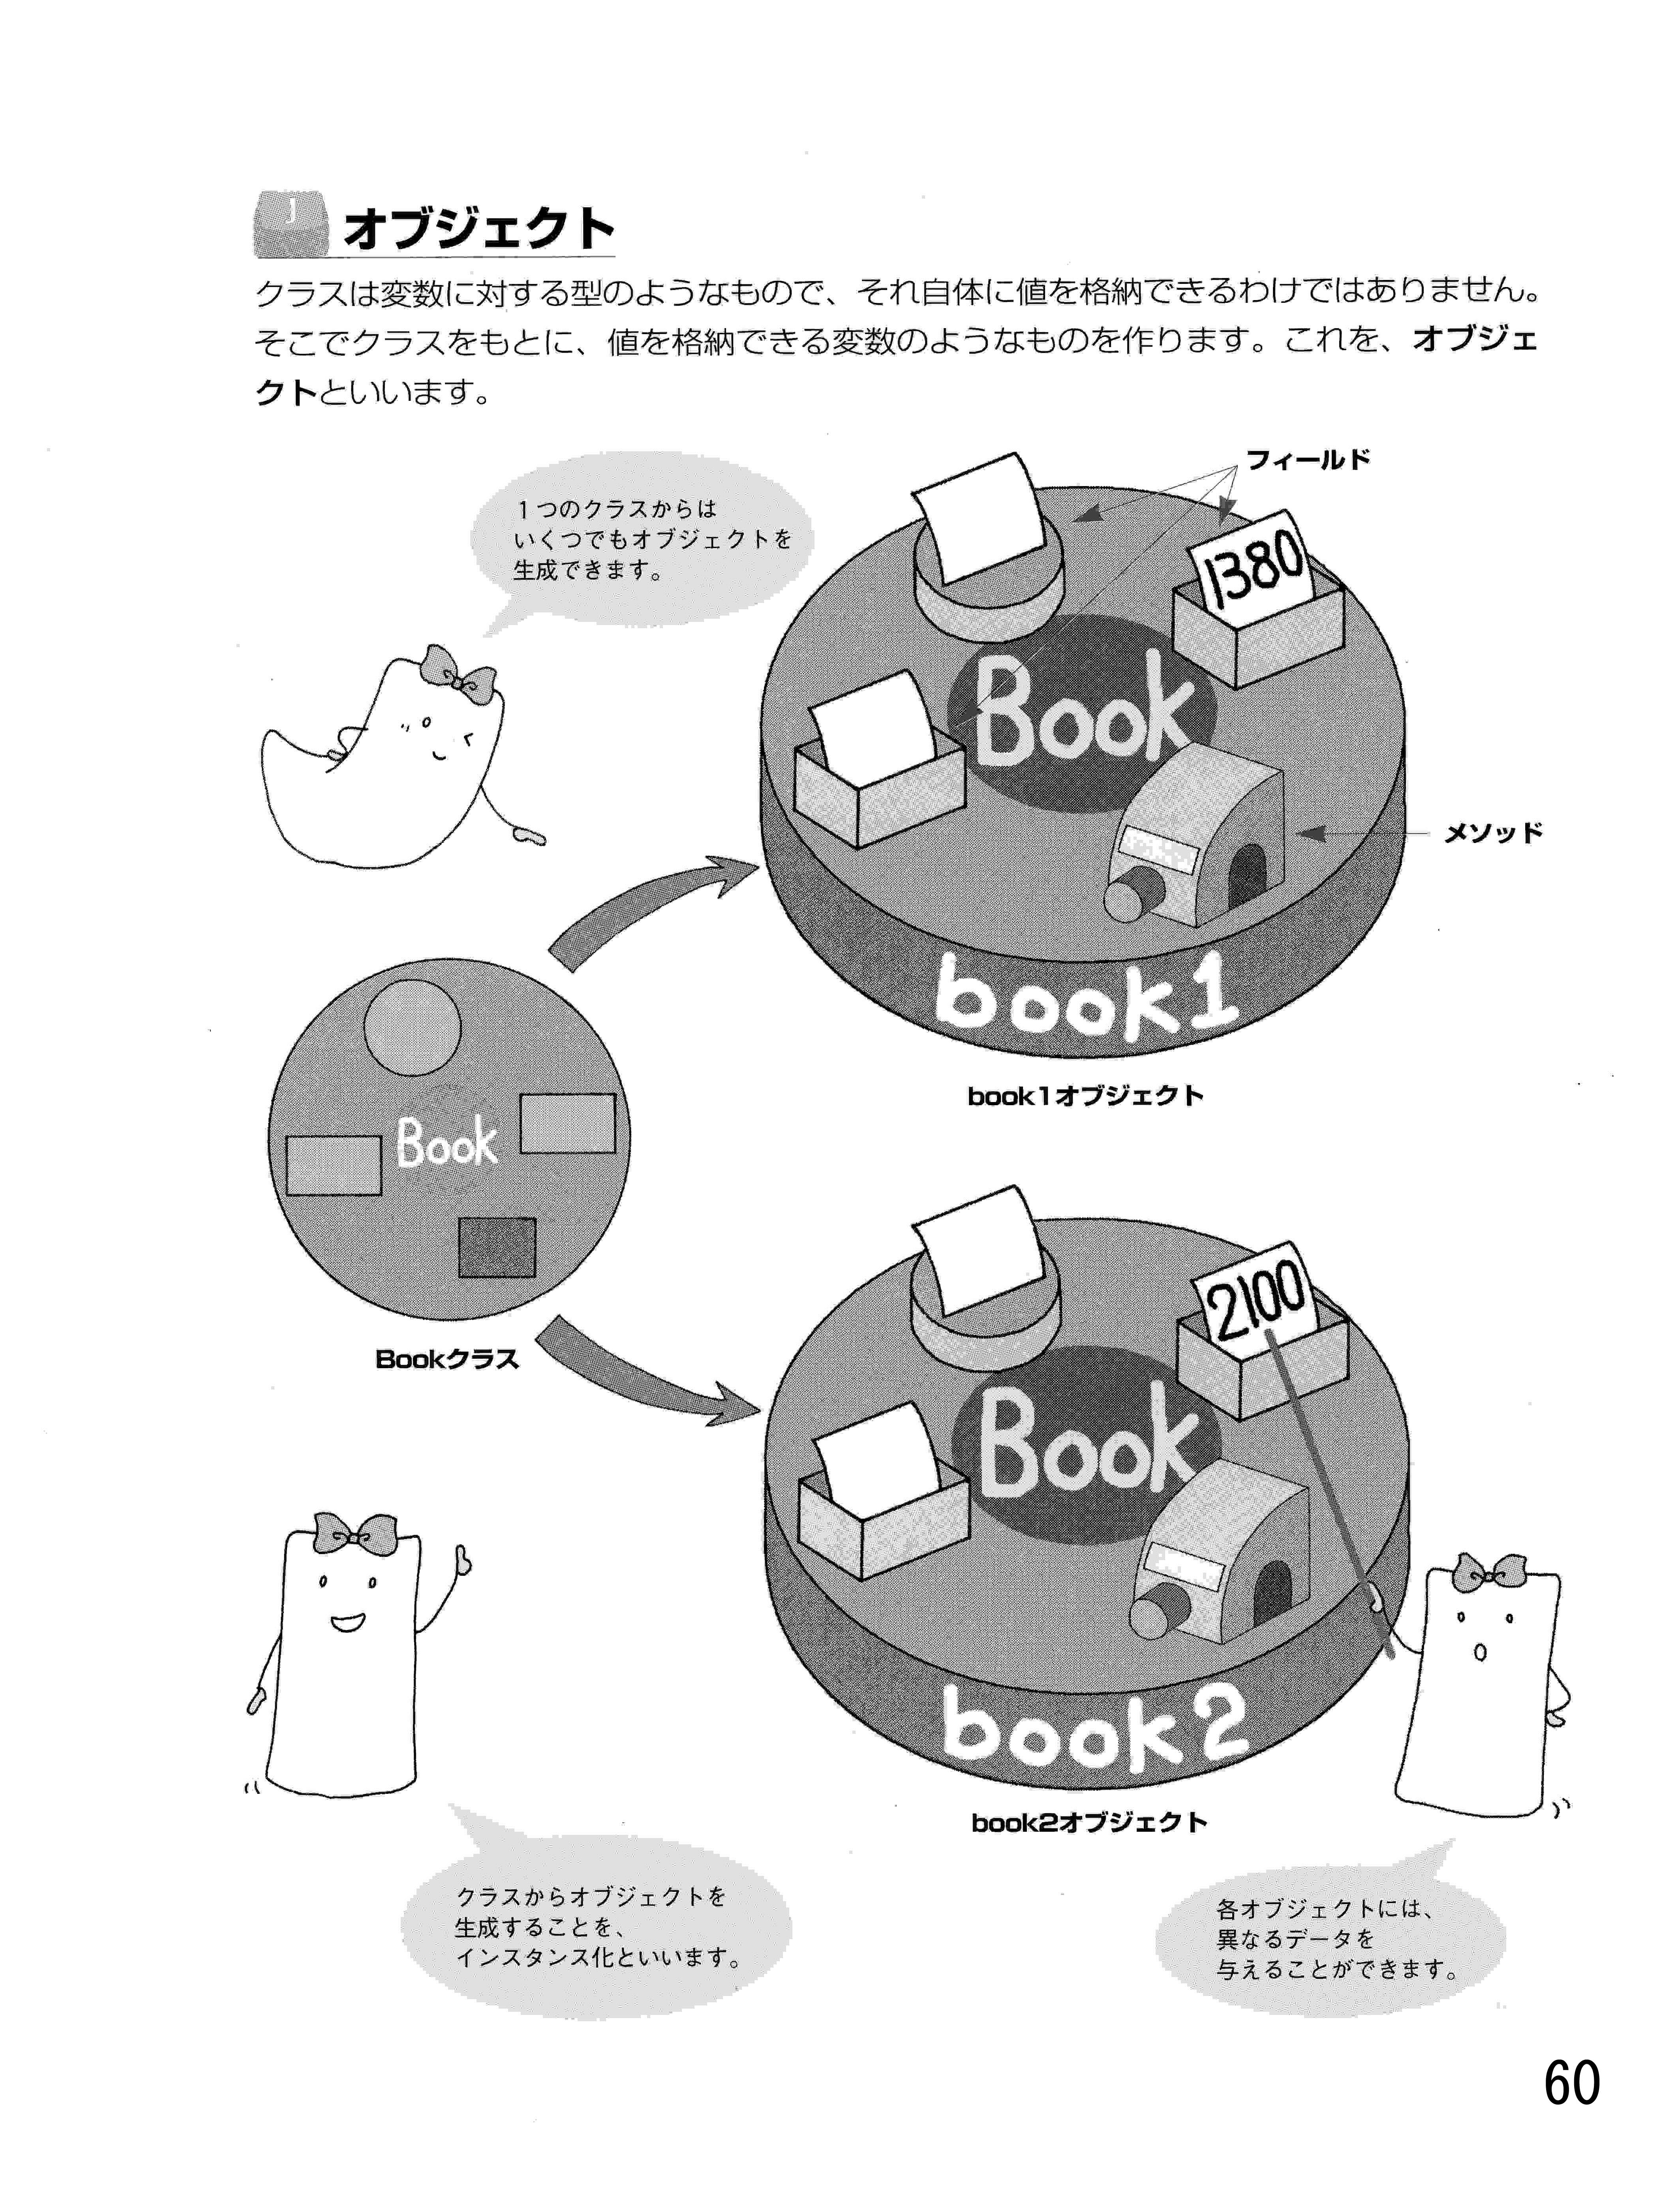 J
オブジェクト
クラスは変数に対する型のようなもので、それ自体に値を格納できるわけではありません。
そこでクラスをもとに、値を格納できる変数のようなものを作ります。これを、オブジェ
クトといいます。
１つのクラスからは
いくつでもオブジェクトを
生成できます。
フィールド
1380
Book
メソッド
book1
book1オブジェクト
Book
Bookクラス
2100
Book
book2
book2オブジェクト
クラスからオブジェクトを
生成することを、
インスタンス化といいます。
各オブジェクトには、
異なるデータを
与えることができます。
60